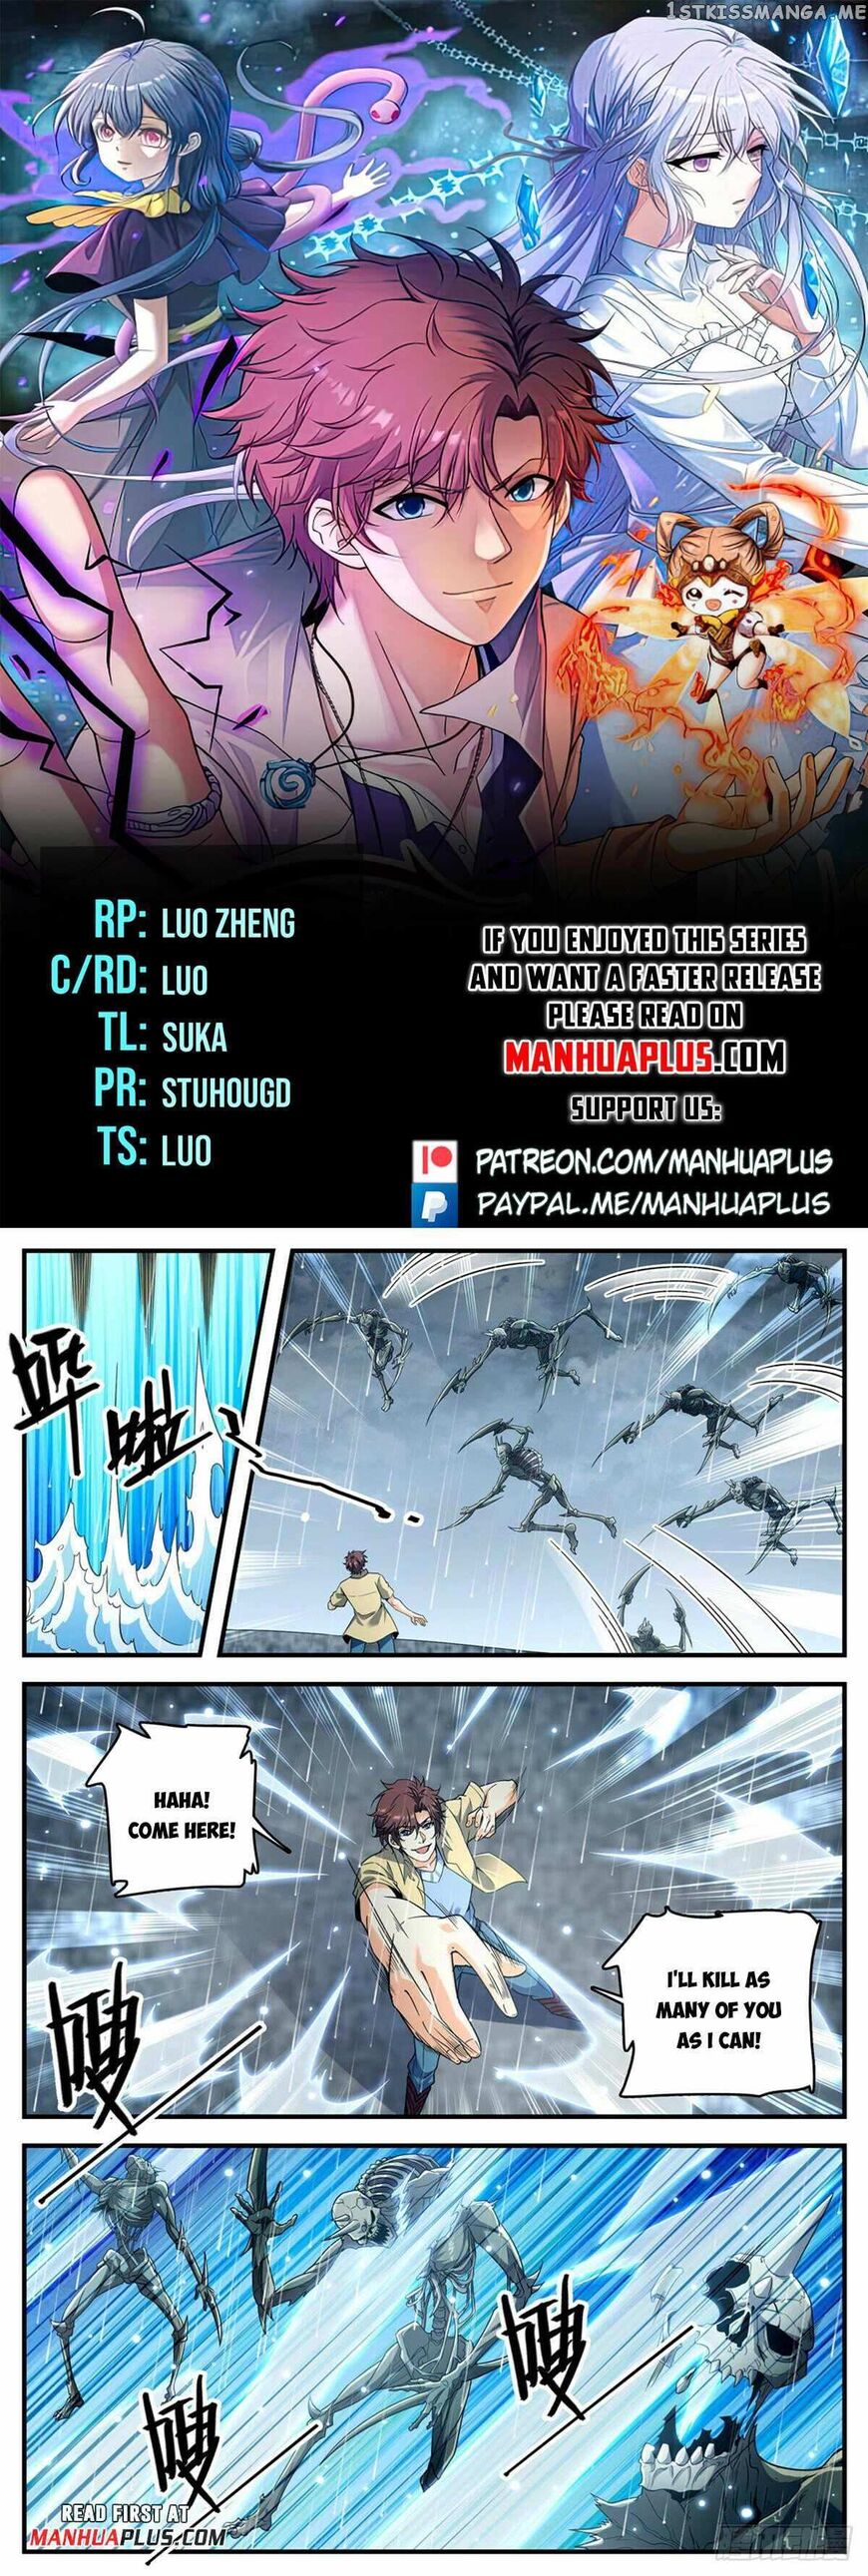 1STKISSMANGA.ME
RP: LUO ZHENG
C/RD: LUO
TL: SUKA
PR: STUHOUGD
TS: LUO
IF YOU ENJOYED THIS SERIES
AND WANT A FASTER RELEASE
PLEASE READ ON
MANHUAPLUS.COM
SUPPORT US:
PATREON.COM/MANHUAPLUS
PAYPAL.ME/MANHUAPLUS
哗
啦
HAHA!
COME HERE!
I'LL KILL AS
MANY OF YOU
AS I CAN!
嗖
嗖
嗖
READ FIRST AT
MANHUAPLUS.COM